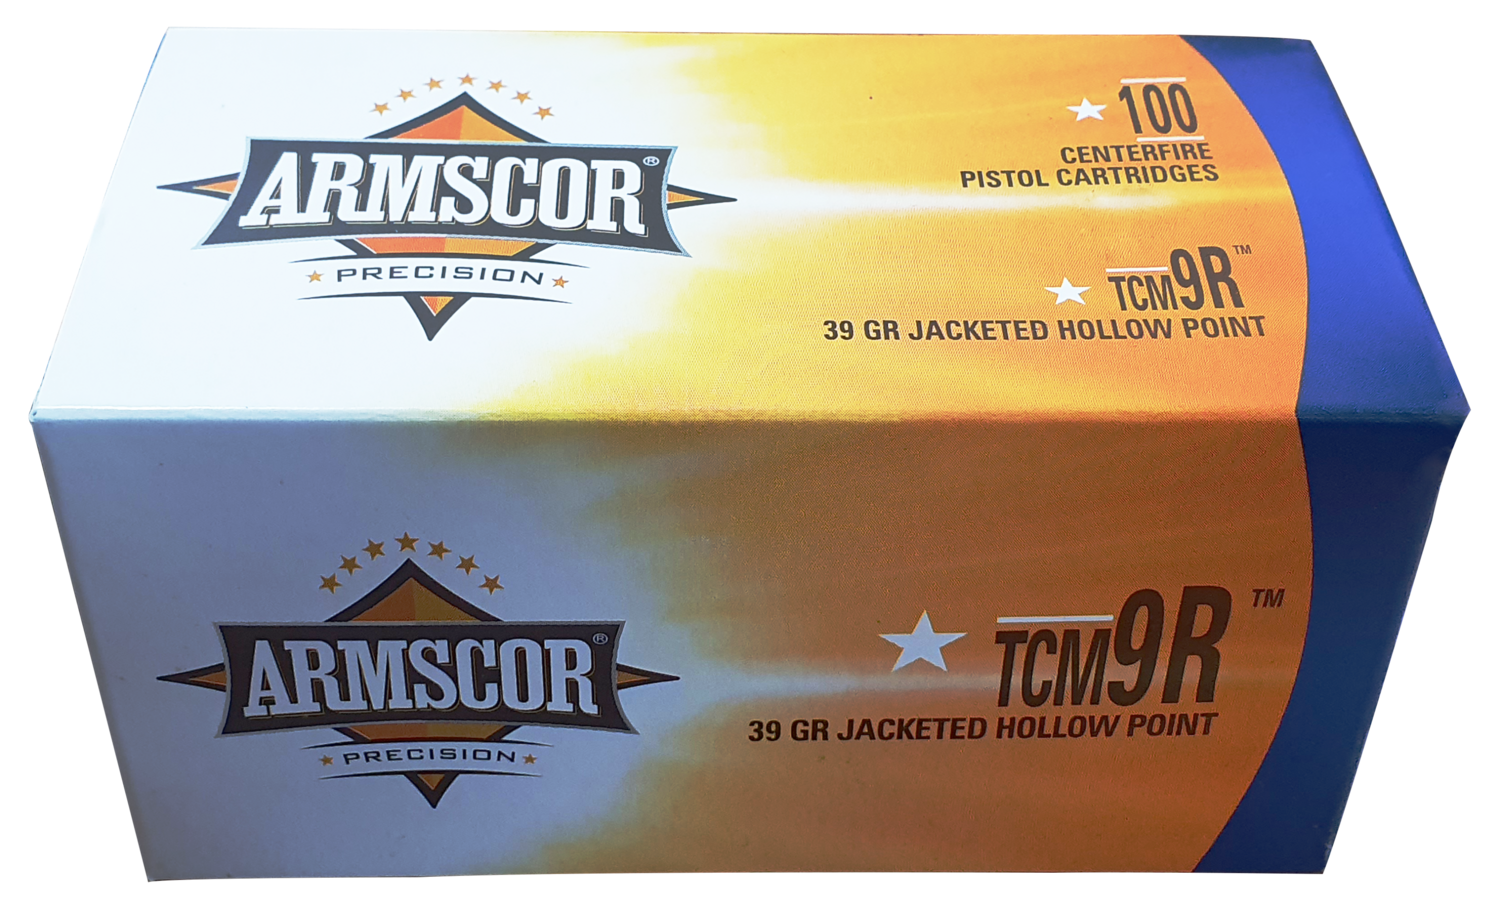 ARMSCOR®
PRECISION
100
CENTERFIRE
PISTOL CARTRIDGES
TCM9R™
39 GR JACKETED HOLLOW POINT
ARMSCOR®
PRECISION
TCM9R™
39 GR JACKETED HOLLOW POINT